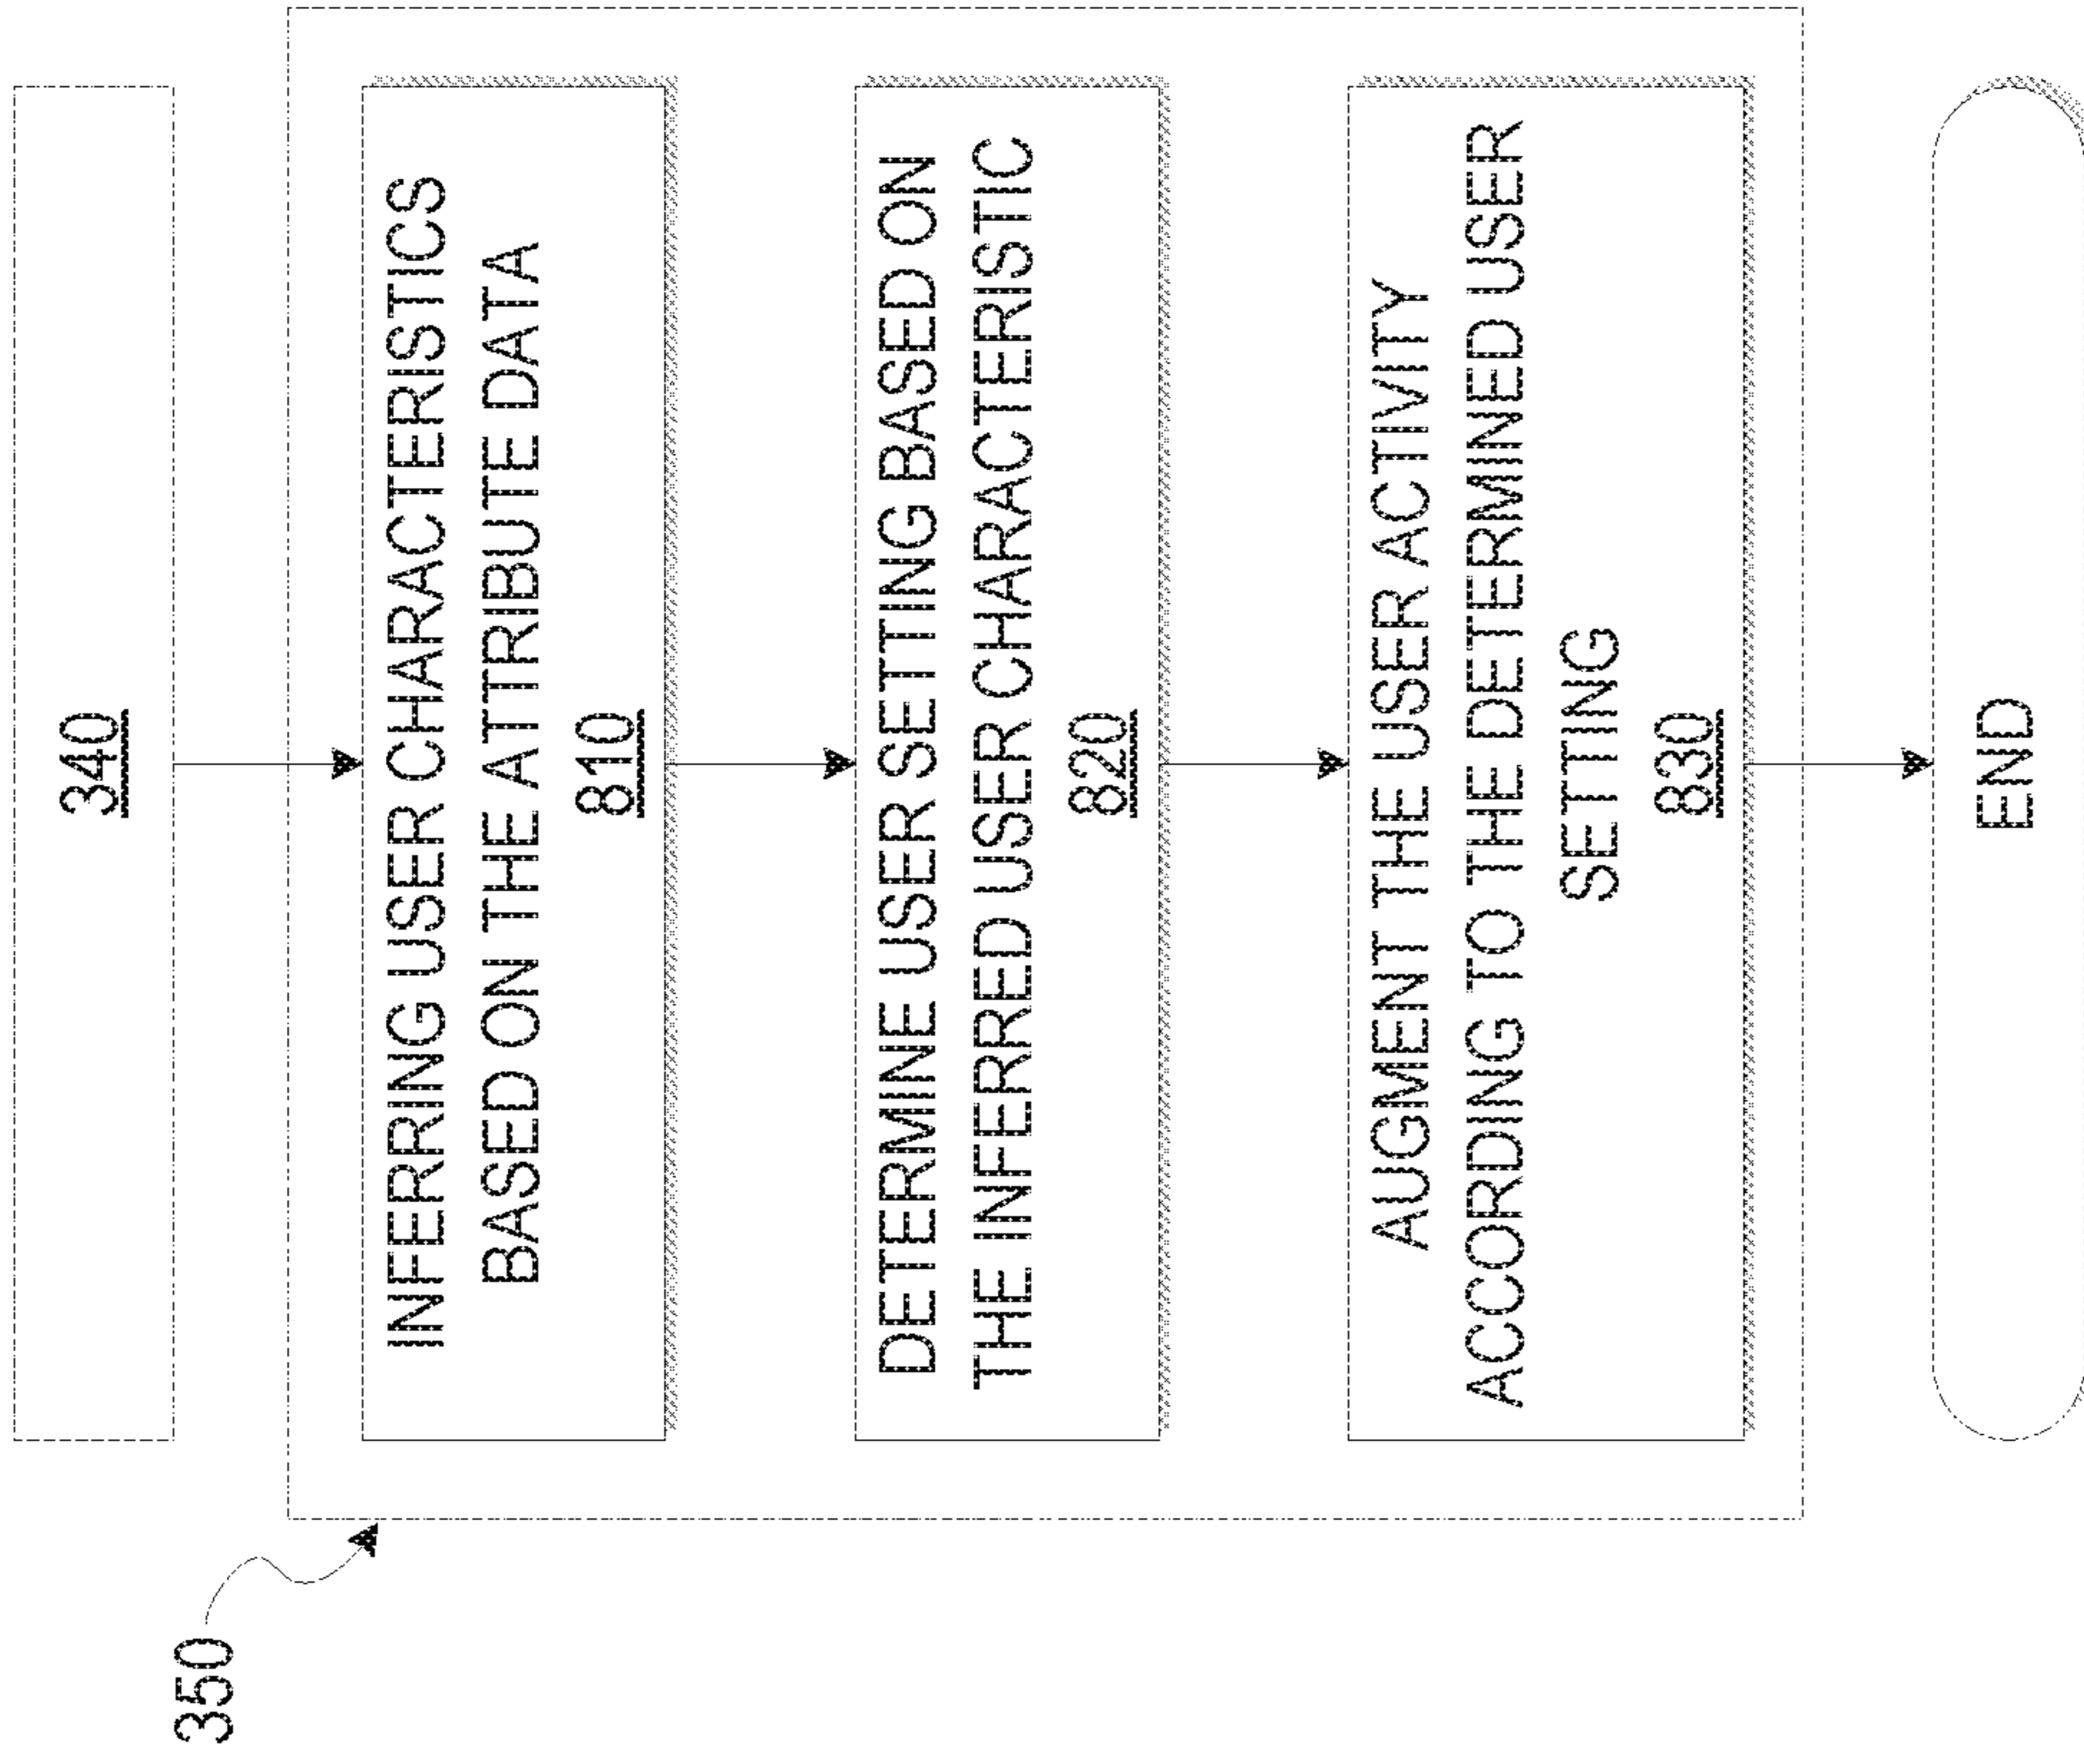 350
340
INFERRING USER CHARACTERISTICS
BASED ON THE ATTRIBUTE DATA
810
DETERMINE USER SETTING BASED ON
THE INFERRED USER CHARACTERISTIC
820
AUGMENT THE USER ACTIVITY
ACCORDING TO THE DETERMINED USER
SETTING
830
END